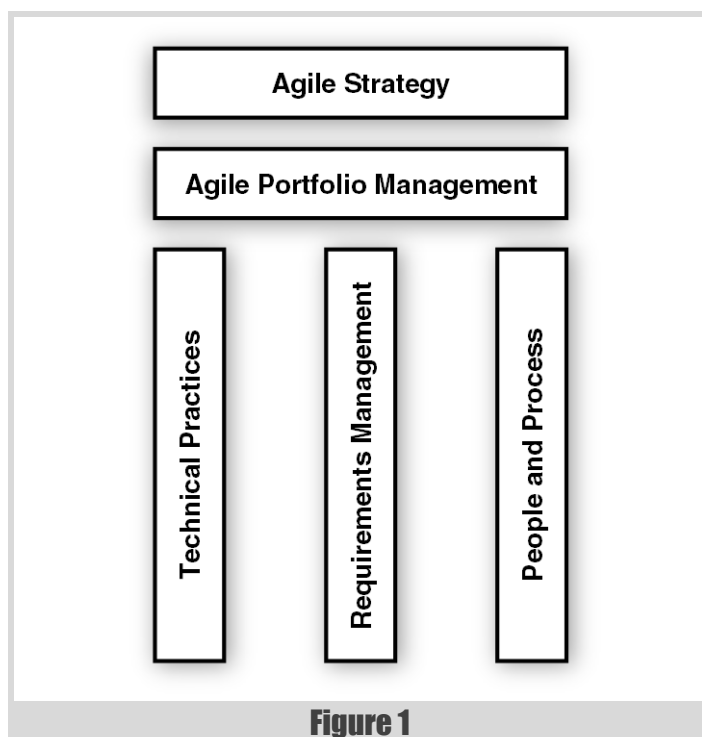 Agile Strategy
Agile Portfolio Management
Technical Practices
Requirements Management
People and Process
Figure 1